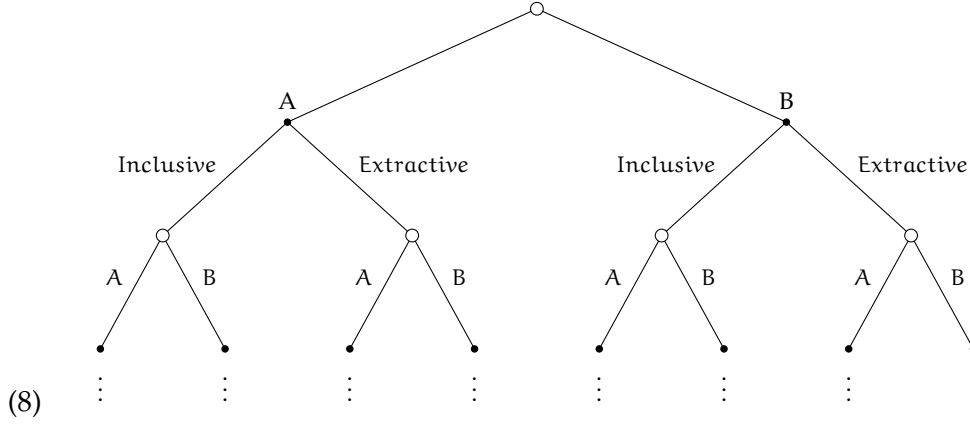 A B
Inclusive Extractive Inclusive Extractive
A B A B A B A B
(8)